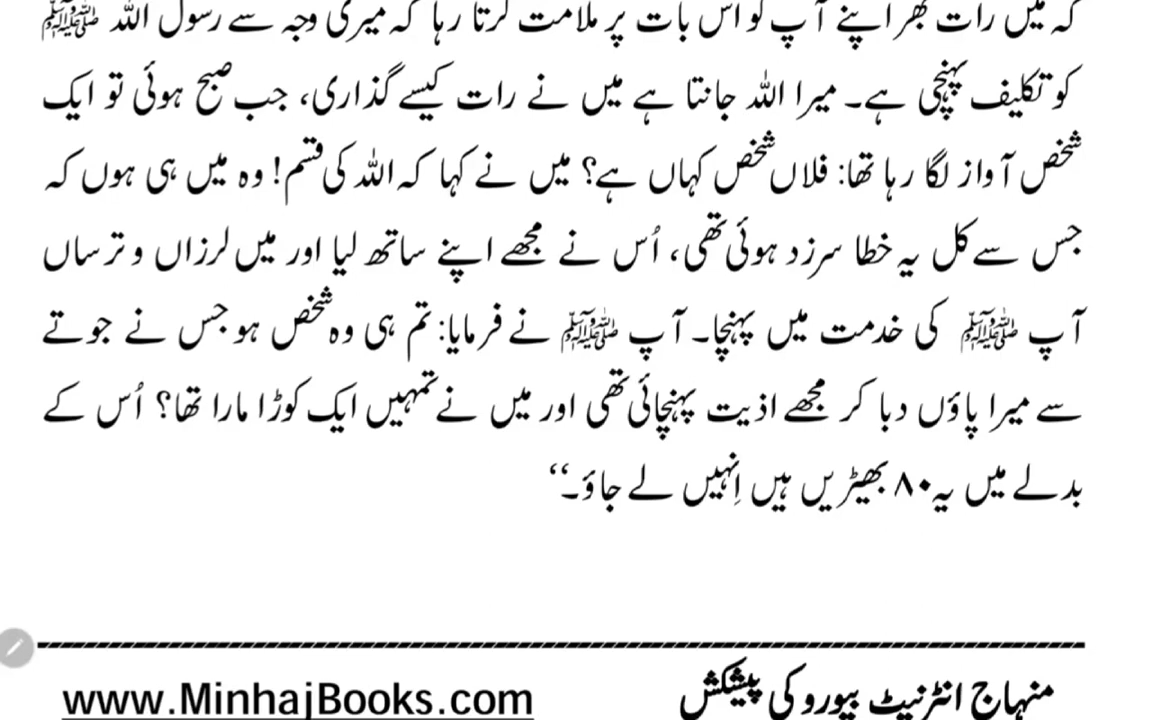 کہ میں رات بھر اپنے آپ کو اس بات پر ملامت کرتا رہا کہ میری وجہ سے رسول اللہ ﷺ
کو تکلیف پہنچی ہے۔ میرا اللہ جانتا ہے میں نے رات کیسے گذاری، جب صبح ہوئی تو ایک
شخص آواز لگا رہا تھا: فلاں شخص کہاں ہے؟ میں نے کہا کہ اللہ کی قسم! وہ میں ہی ہوں کہ
جس سے کل یہ خطا سرزد ہوئی تھی، اُس نے مجھے اپنے ساتھ لیا اور میں لرزاں و ترساں
آپ ﷺ کی خدمت میں پہنچا۔ آپ ﷺ نے فرمایا: تم ہی وہ شخص ہو جس نے جوتے
سے میرا پاؤں دبا کر مجھے اذیت پہنچائی تھی اور میں نے تمہیں ایک کوڑا مارا تھا؟ اُس کے
بدلے میں یہ ۸۰ بھیڑیں ہیں اِنہیں لے جاؤ۔‘‘
منہاج انٹرنیٹ بیورو کی پیشکش www.MinhajBooks.com